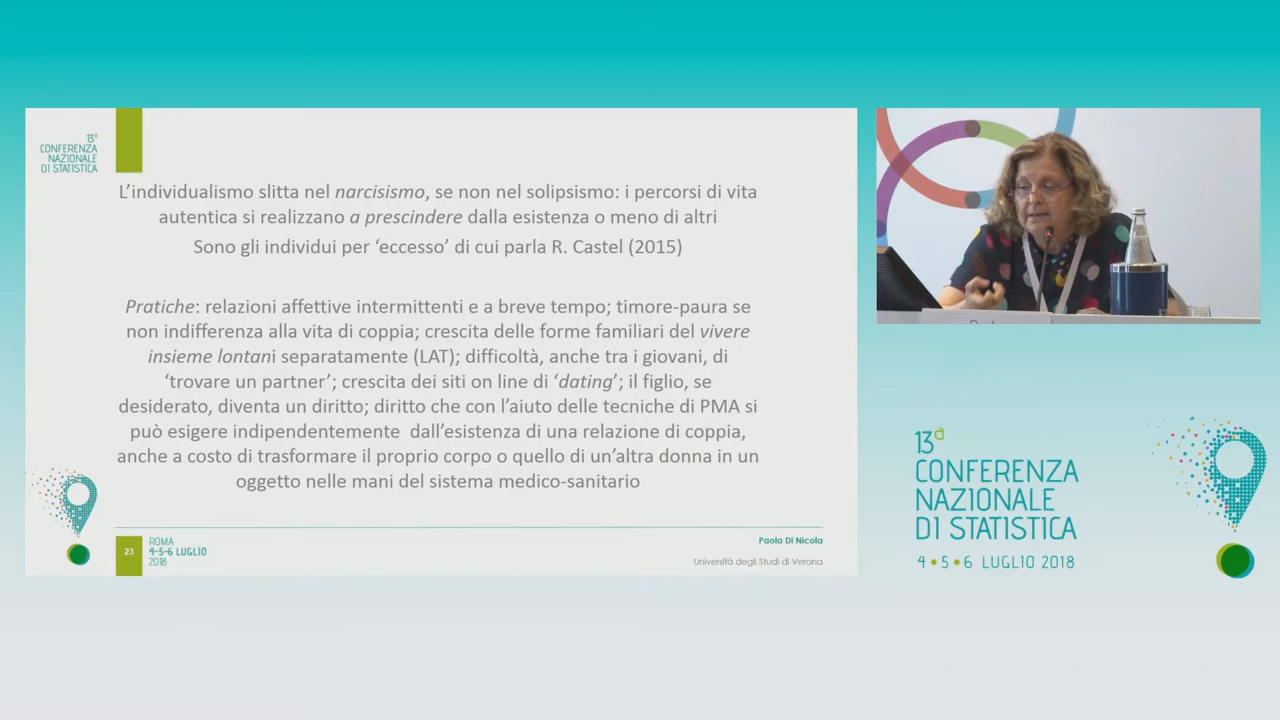 13ª
CONFERENZA
NAZIONALE
DI STATISTICA
L'individualismo slitta nel narcisismo, se non nel solipsismo: i percorsi di vita
autentica si realizzano a prescindere dalla esistenza o meno di altri
Sono gli individui per 'eccesso' di cui parla R. Castel (2015)
Pratiche: relazioni affettive intermittenti e a breve tempo; timore-paura se
non indifferenza alla vita di coppia; crescita delle forme familiari del vivere
insieme lontani separatamente (LAT); difficoltà, anche tra i giovani, di
'trovare un partner'; crescita dei siti on line di 'dating'; il figlio, se
desiderato, diventa un diritto; diritto che con l'aiuto delle tecniche di PMA si
può esigere indipendentemente dall'esistenza di una relazione di coppia,
anche a costo di trasformare il proprio corpo o quello di un'altra donna in un
oggetto nelle mani del sistema medico-sanitario
23
ROMA
4-5-6 LUGLIO
2018
Paola Di Nicola
Università degli Studi di Verona
13ª
CONFERENZA
NAZIONALE
DI STATISTICA
4 • 5 • 6 LUGLIO 2018